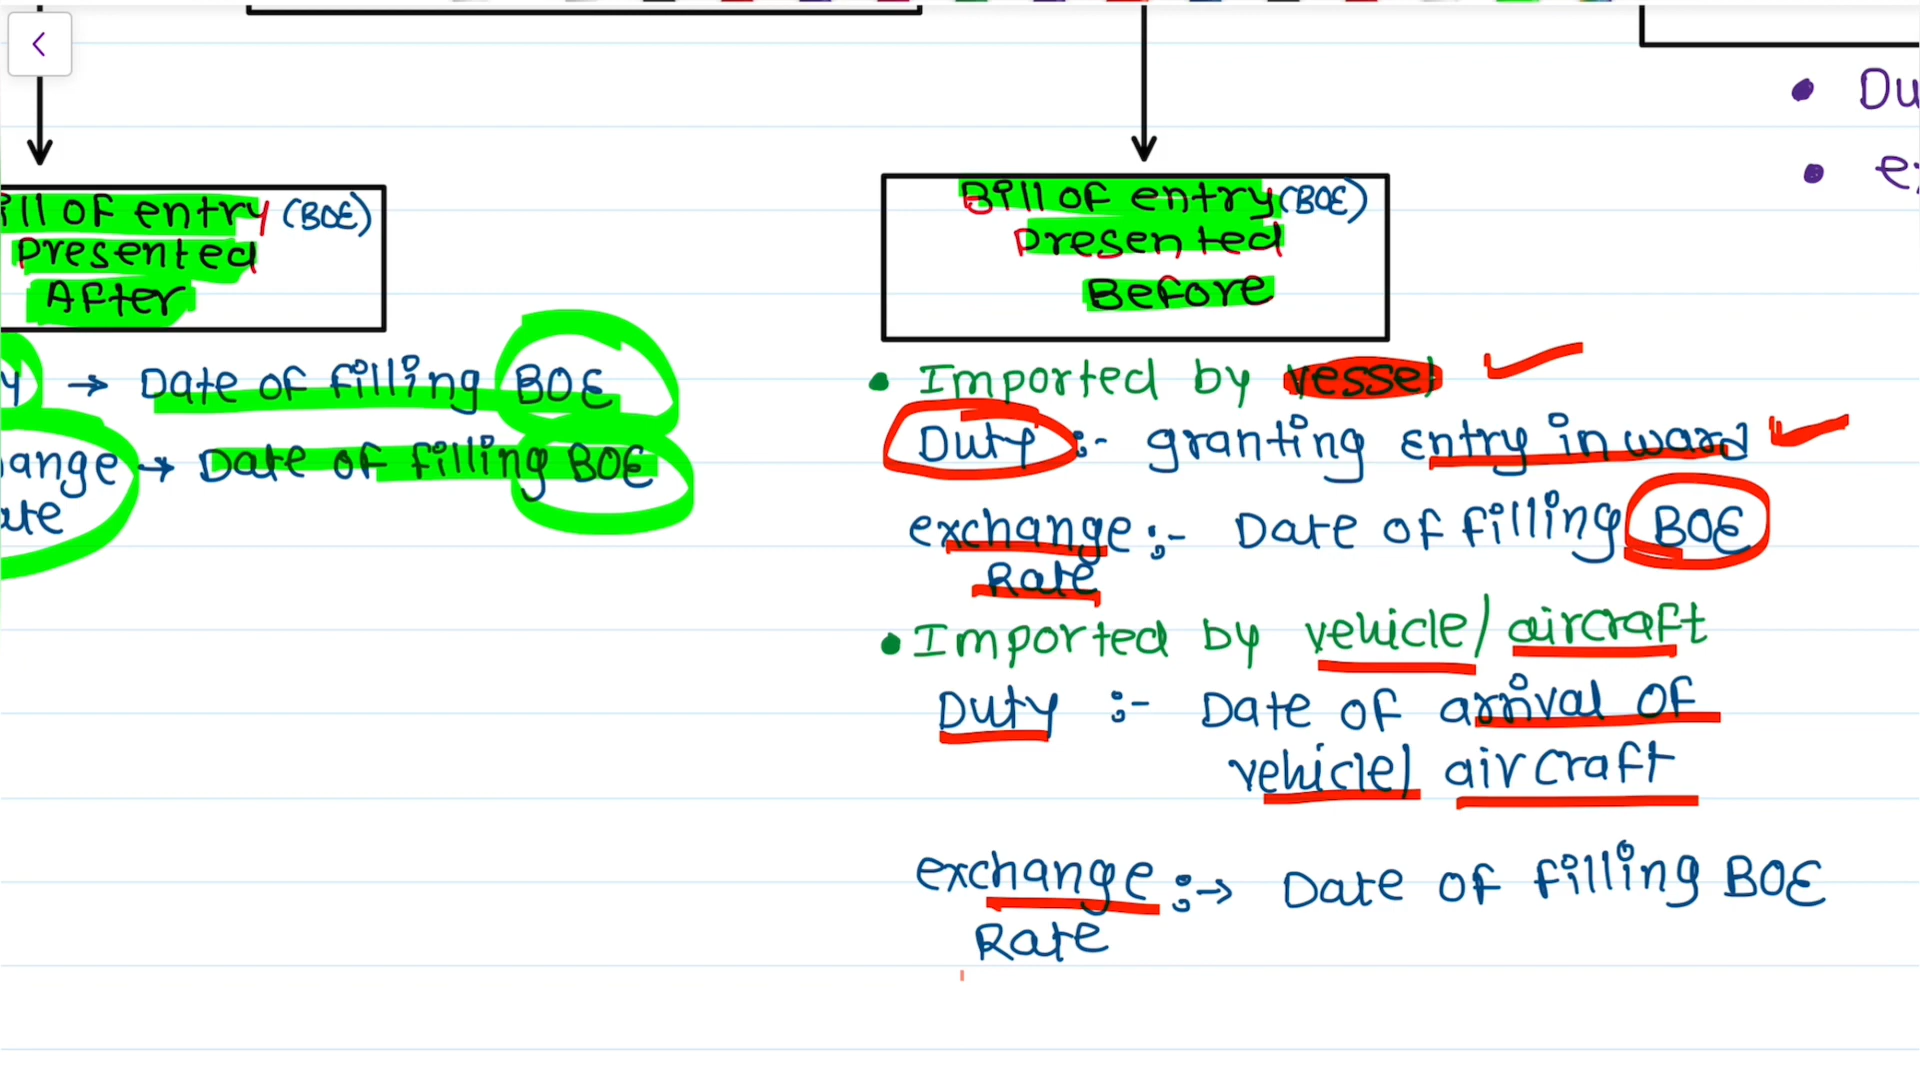 Bill of entry (BOE)
Presented
After
y → Date of filling BOE
ange → Date of filling BOE
ate
Bill of entry (BOE)
Presented
Before
• Imported by vessel
Duty :- granting entry inward
exchange :- Date of filling BOE
Rate
• Imported by vehicle/ aircraft
Duty :- Date of arrival of
vehicle/ aircraft
exchange :→ Date of filling BOE
Rate
• Du
• e